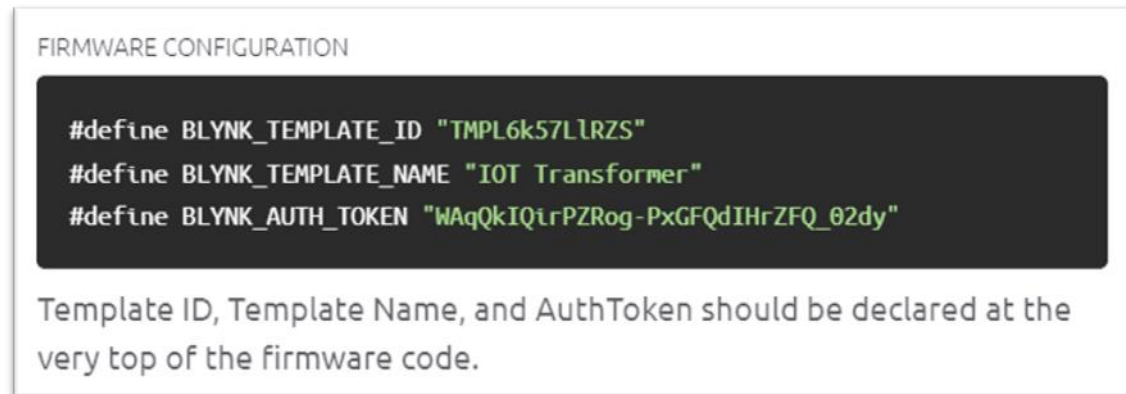 FIRMWARE CONFIGURATION
#define BLYNK_TEMPLATE_ID "TMPL6k57LlRZS"
#define BLYNK_TEMPLATE_NAME "IOT Transformer"
#define BLYNK_AUTH_TOKEN "WAqQkIQirPZRog-PxGFQdIHrZFQ_02dy"
Template ID, Template Name, and AuthToken should be declared at the
very top of the firmware code.